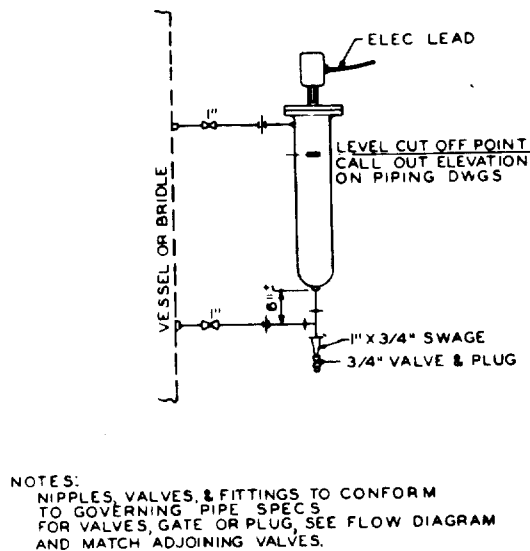 ELEC LEAD
1"
LEVEL CUT OFF POINT
CALL OUT ELEVATION
ON PIPING DWGS
VESSEL OR BRIDLE
6"±
1"
1" X 3/4" SWAGE
3/4" VALVE & PLUG
NOTES:
NIPPLES, VALVES, & FITTINGS TO CONFORM
TO GOVERNING PIPE SPECS
FOR VALVES, GATE OR PLUG, SEE FLOW DIAGRAM
AND MATCH ADJOINING VALVES.